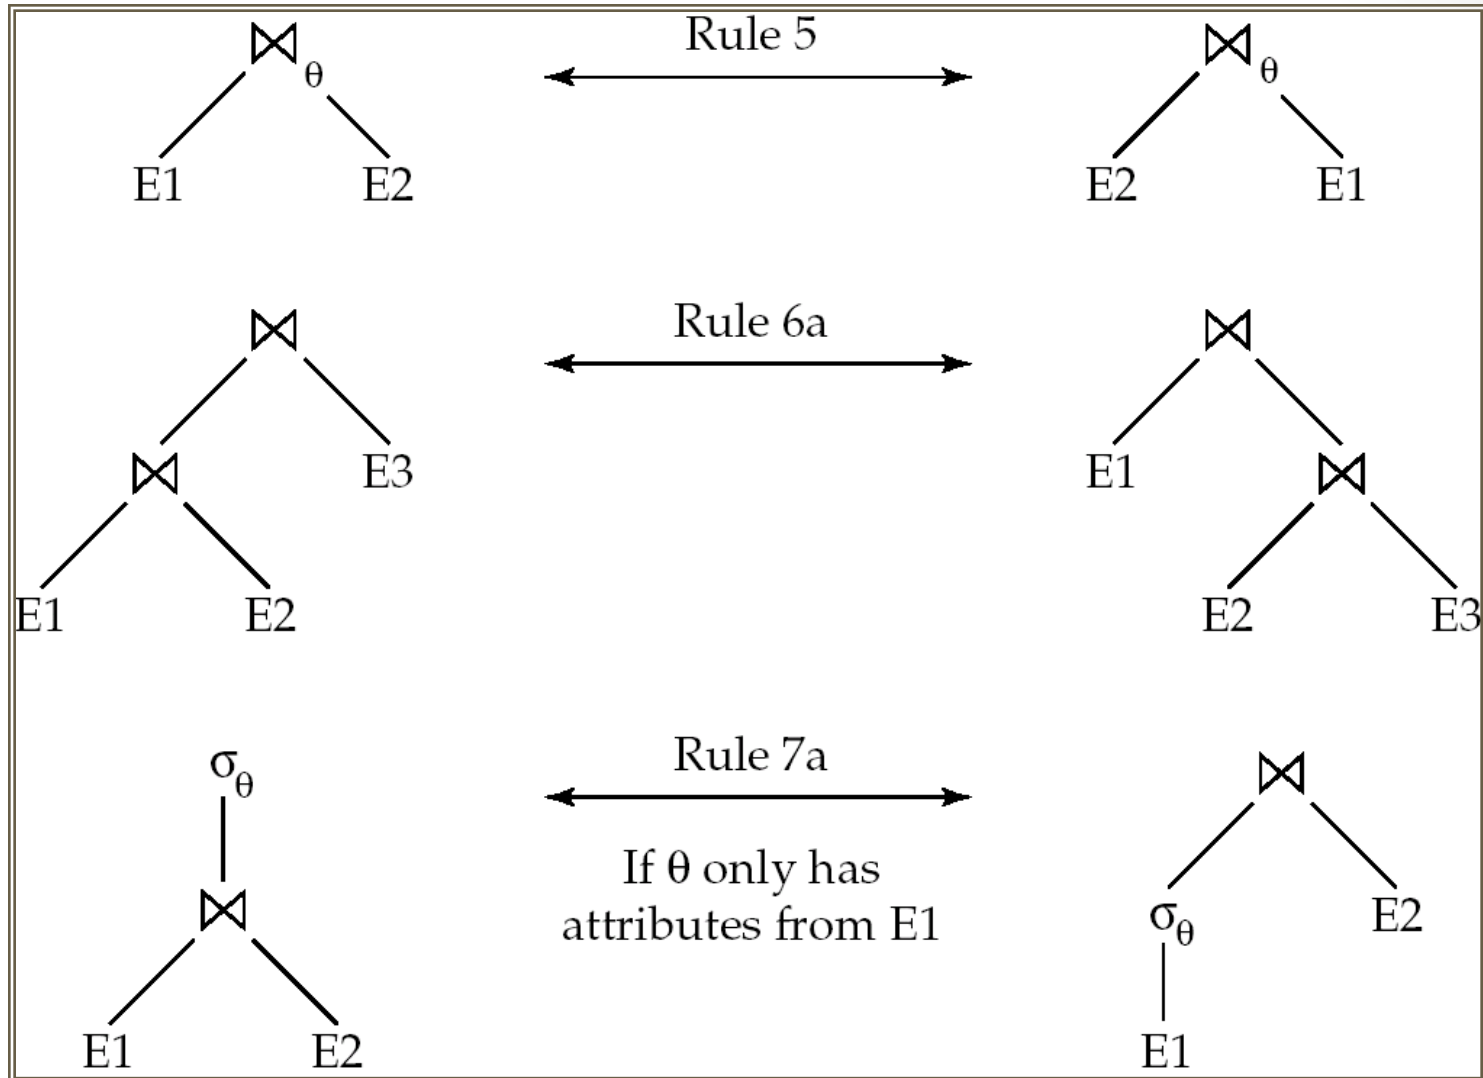 Rule 5
⋈θ ⋈θ
E1 E2 E2 E1
Rule 6a
⋈ ⋈
⋈ E3 E1 ⋈
E1 E2 E2 E3
Rule 7a
σθ ⋈
If θ only has
attributes from E1
⋈ σθ E2
E1 E2 E1